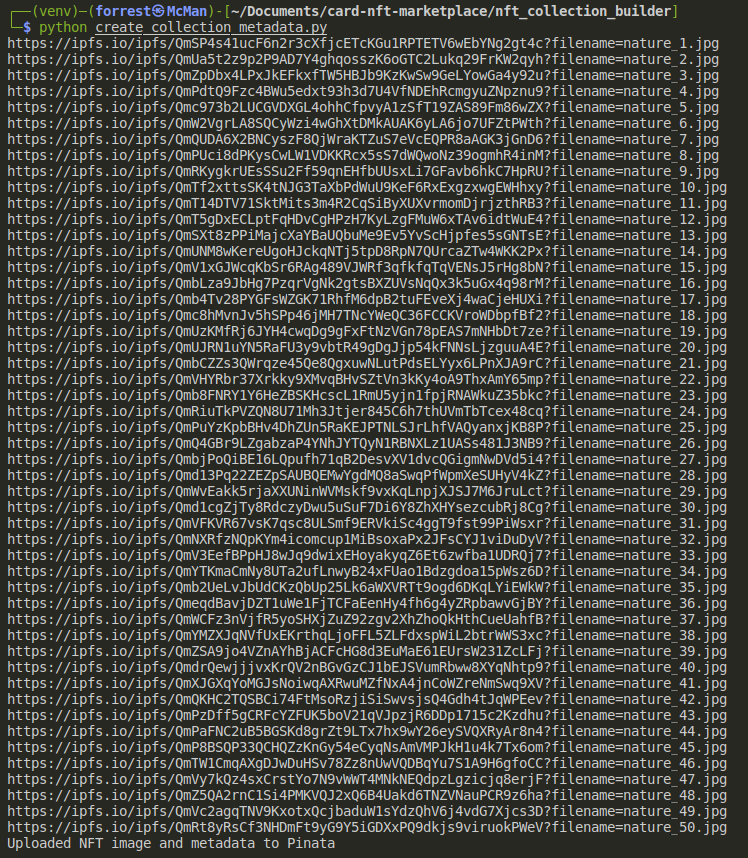 ┌──(venv)─(forrest㉿McMan)-[~/Documents/card-nft-marketplace/nft_collection_builder]
└─$ python create_collection_metadata.py
https://ipfs.io/ipfs/QmSP4s41ucF6n2r3cXfjcETcKGu1RPTETV6wEbYNg2gt4c?filename=nature_1.jpg
https://ipfs.io/ipfs/QmUa5t2z9p2P9AD7Y4ghqosszK6oGTC2Lukq29FrKW2qyh?filename=nature_2.jpg
https://ipfs.io/ipfs/QmZpDbx4LPxJkEFkxfTW5HBJb9KzKwSw9GeLYowGa4y92u?filename=nature_3.jpg
https://ipfs.io/ipfs/QmPdtQ9Fzc4BWu5edxt93h3d7U4VfNDEhRcmgyuZNpznu9?filename=nature_4.jpg
https://ipfs.io/ipfs/Qmc973b2LUCGVDXGL4ohhCfpvyA1zSfT19ZAS89Fm86wZX?filename=nature_5.jpg
https://ipfs.io/ipfs/QmW2VgrLA8SQCyWzi4wGhXtDMkAUAK6yLA6jo7UFZtPWth?filename=nature_6.jpg
https://ipfs.io/ipfs/QmQUDA6X2BNCyszF8QjWraKTZuS7eVcEQPR8aAGK3jGnD6?filename=nature_7.jpg
https://ipfs.io/ipfs/QmPUci8dPKysCwLW1VDKKRcx5sS7dWQwoNz39ogmhR4inM?filename=nature_8.jpg
https://ipfs.io/ipfs/QmRKygkrUEsSSu2Ff59qnEHfbUUsxLi7GFavb6hkC7HpRU?filename=nature_9.jpg
https://ipfs.io/ipfs/QmTf2xttsSK4tNJG3TaXbPdWuU9KeF6RxExgzxwgEWHhxy?filename=nature_10.jpg
https://ipfs.io/ipfs/QmT14DTV71SktMits3m4R2CqSiByXUXvrmomDjrjzthRB3?filename=nature_11.jpg
https://ipfs.io/ipfs/QmT5gDxECLptFqHDvCgHPzH7KyLzgFMuW6xTAv6idtWuE4?filename=nature_12.jpg
https://ipfs.io/ipfs/QmSXt8zPPiMajcXaYBaUQbuMe9Ev5YvScHjpfes5sGNTsE?filename=nature_13.jpg
https://ipfs.io/ipfs/QmUNM8wKereUgoHJckqNTj5tpD8RpN7QUrcaZTw4WKK2Px?filename=nature_14.jpg
https://ipfs.io/ipfs/QmV1xGJWcqKbSr6RAg489VJWRf3qfkfqTqVENsJ5rHg8bN?filename=nature_15.jpg
https://ipfs.io/ipfs/QmbLza9JbHg7PzqrVgNk2gtsBXZUVsNqQx3k5uGx4q98rM?filename=nature_16.jpg
https://ipfs.io/ipfs/Qmb4Tv28PYGFsWZGK71RhfM6dpB2tuFEveXj4waCjeHUXi?filename=nature_17.jpg
https://ipfs.io/ipfs/Qmc8hMvnJv5hSPp46jMH7TNcYWeQC36FCCKVroWDbpfBf2?filename=nature_18.jpg
https://ipfs.io/ipfs/QmUzKMfRj6JYH4cwqDg9gFxFtNzVGn78pEAS7mNHbDt7ze?filename=nature_19.jpg
https://ipfs.io/ipfs/QmUJRN1uYN5RaFU3y9vbtR49gDgJJp54kFNNsLjzguuA4E?filename=nature_20.jpg
https://ipfs.io/ipfs/QmbCZZs3QWrqze45Qe8QgxuwNLutPdsELYyx6LPnXJA9rC?filename=nature_21.jpg
https://ipfs.io/ipfs/QmVHYRbr37Xrkky9XMvqBHvSZtVn3kKy4oA9ThxAmY65mp?filename=nature_22.jpg
https://ipfs.io/ipfs/Qmb8FNRY1Y6HeZBSKHcscL1RmU5yjn1fpjRNAWkuZ35bkc?filename=nature_23.jpg
https://ipfs.io/ipfs/QmRiuTkPVZQN8U71Mh3Jtjer845C6h7thUVmTbTcex48cq?filename=nature_24.jpg
https://ipfs.io/ipfs/QmPuYzKpbBHv4DhZUn5RaKEJPTNLSJrLhfVAQyanxjKB8P?filename=nature_25.jpg
https://ipfs.io/ipfs/QmQ4GBr9LZgabzaP4YNhJYTQyN1RBNXLz1UASs481J3NB9?filename=nature_26.jpg
https://ipfs.io/ipfs/QmbjPoQiBE16LQpufh71qB2DesvXV1dvcQGigmNwDVd5i4?filename=nature_27.jpg
https://ipfs.io/ipfs/Qmd13Pq22ZEZpSAUBQEMwYgdMQ8aSwqPfWpmXeSUHyV4kZ?filename=nature_28.jpg
https://ipfs.io/ipfs/QmWvEakk5rjaXXUNinWVMskf9vxKqLnpjXJSJ7M6JruLct?filename=nature_29.jpg
https://ipfs.io/ipfs/Qmd1cgZjTy8RdczyDwu5uSuF7Di6Y8ZhXHYsezcubRj8Cg?filename=nature_30.jpg
https://ipfs.io/ipfs/QmVFKVR67vsK7qsc8ULSmf9ERVkiSc4ggT9fst99PiWsxr?filename=nature_31.jpg
https://ipfs.io/ipfs/QmNXRfzNQpKYm4icomcup1MiBsoxaPx2JFsCYJ1viDuDyV?filename=nature_32.jpg
https://ipfs.io/ipfs/QmV3EefBPpHJ8wJq9dwixEHoyakyqZ6Et6zwfba1UDRQj7?filename=nature_33.jpg
https://ipfs.io/ipfs/QmYTKmaCmNy8UTa2ufLnwyB24xFUao1Bdzgdoa15pWsz6D?filename=nature_34.jpg
https://ipfs.io/ipfs/Qmb2UeLvJbUdCKzQbUp25Lk6aWXVRTt9ogd6DKqLYiEWkW?filename=nature_35.jpg
https://ipfs.io/ipfs/QmeqdBavjDZT1uWe1FjTCFaEenHy4fh6g4yZRpbawvGjBY?filename=nature_36.jpg
https://ipfs.io/ipfs/QmWCFz3nVjfR5yoSHXjZuZ92zgv2XhZhoQkHthCueUahfB?filename=nature_37.jpg
https://ipfs.io/ipfs/QmYMZXJqNVfUxEKrthqLjoFFL5ZLFdxspWiL2btrWWS3xc?filename=nature_38.jpg
https://ipfs.io/ipfs/QmZSA9jo4VZnAYhBjACFcHG8d3EuMaE61EUrsW231ZcLFj?filename=nature_39.jpg
https://ipfs.io/ipfs/QmdrQewjjjvxKrQV2nBGvGzCJ1bEJSVumRbww8XYqNhtp9?filename=nature_40.jpg
https://ipfs.io/ipfs/QmXJGXqYoMGJsNoiwqAXRwuMZfNxA4jnCoWZreNmSwq9XV?filename=nature_41.jpg
https://ipfs.io/ipfs/QmQKHC2TQSBCi74FtMsoRzjiSiSwvsjsQ4Gdh4tJqWPEev?filename=nature_42.jpg
https://ipfs.io/ipfs/QmPzDff5gCRFcYZFUK5boV21qVJpzjR6DDp1715c2Kzdhu?filename=nature_43.jpg
https://ipfs.io/ipfs/QmPaFNC2uB5BGSKd8grZt9LTx7hx9wY26eySVQXRyAr8n4?filename=nature_44.jpg
https://ipfs.io/ipfs/QmP8BSQP33QCHQZzKnGy54eCyqNsAmVMPJkH1u4k7Tx6om?filename=nature_45.jpg
https://ipfs.io/ipfs/QmTW1CmqAXgDJwDuHSv78Zz8nUwVQDBqYu7S1A9H6gfoCC?filename=nature_46.jpg
https://ipfs.io/ipfs/QmVy7kQz4sxCrstYo7N9vWWT4MNkNEQdpzLgzicjq8erjF?filename=nature_47.jpg
https://ipfs.io/ipfs/QmZ5QA2rnC1Si4PMKVQJ2xQ6B4Uakd6TNZVNauPCR9z6ha?filename=nature_48.jpg
https://ipfs.io/ipfs/QmVc2agqTNV9KxotxQcjbaduW1sYdzQhV6j4vdG7Xjcs3D?filename=nature_49.jpg
https://ipfs.io/ipfs/QmRt8yRsCf3NHDmFt9yG9Y5iGDXxPQ9dkjs9viruokPWeV?filename=nature_50.jpg
Uploaded NFT image and metadata to Pinata